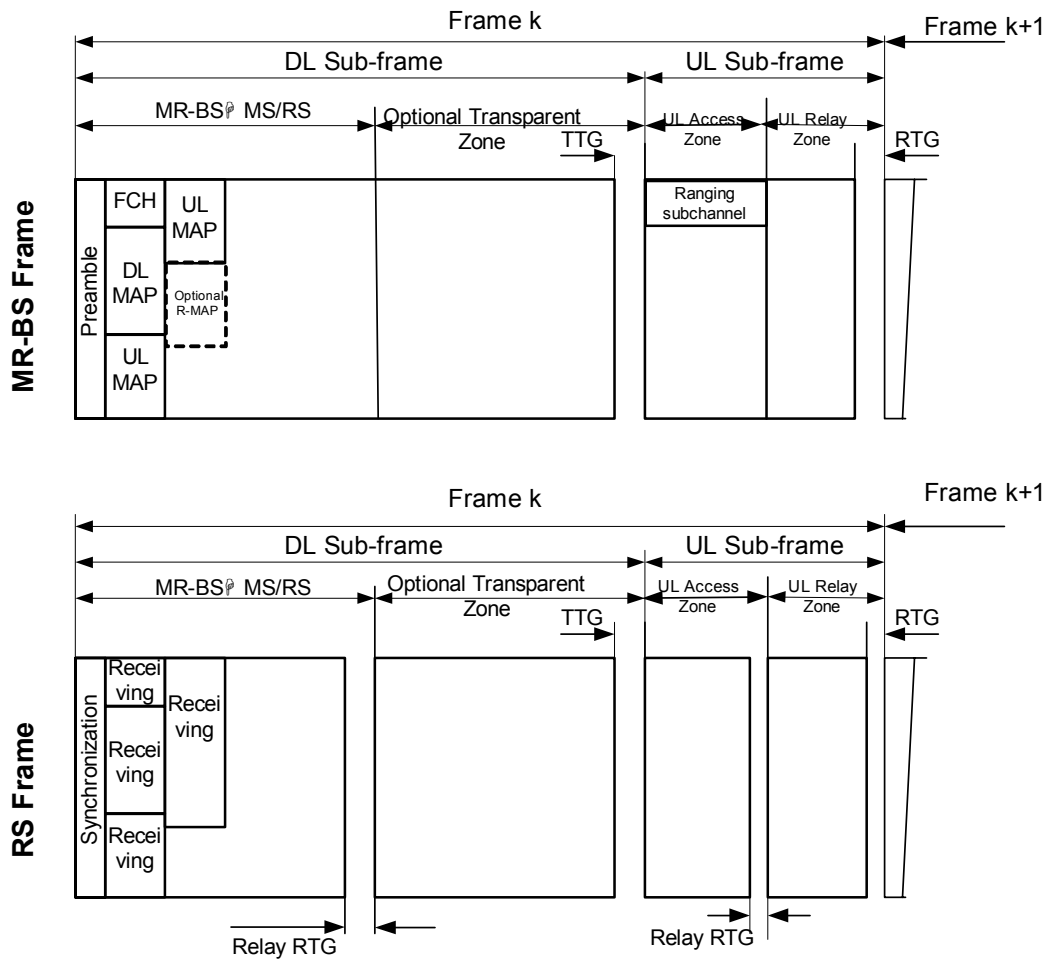 Frame k
Frame k+1
DL Sub-frame
UL Sub-frame
MR-BS MS/RS
Optional Transparent
Zone
UL Access
Zone
UL Relay
Zone
TTG
RTG
MR-BS Frame
Preamble
FCH
DL
MAP
UL
MAP
UL
MAP
Optional
R-MAP
Ranging
subchannel
Frame k
Frame k+1
DL Sub-frame
UL Sub-frame
MR-BS MS/RS
Optional Transparent
Zone
UL Access
Zone
UL Relay
Zone
TTG
RTG
RS Frame
Synchronization
Recei
ving
Recei
ving
Recei
ving
Recei
ving
Relay RTG
Relay RTG